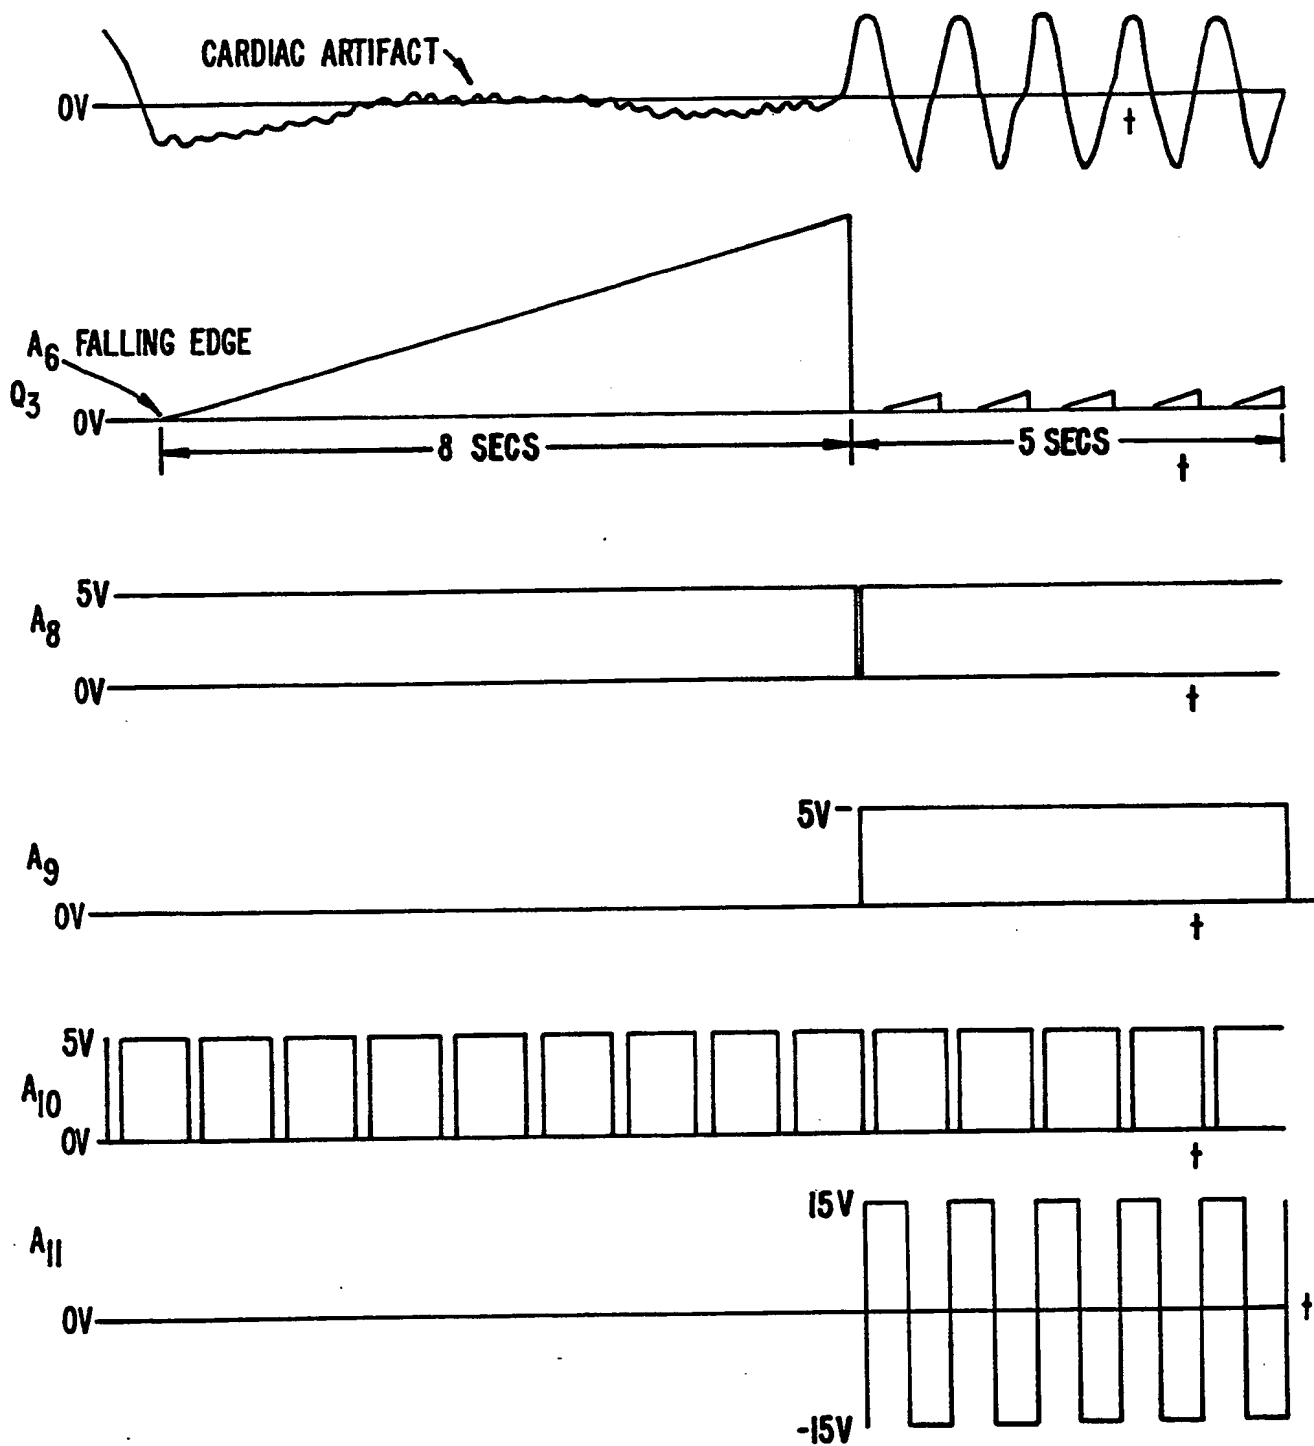 CARDIAC ARTIFACT
0V
t
A6 FALLING EDGE
Q3
0V
8 SECS
5 SECS
t
5V
A8
0V
t
5V
A9
0V
t
5V
A10
0V
t
15V
A11
0V
t
-15V